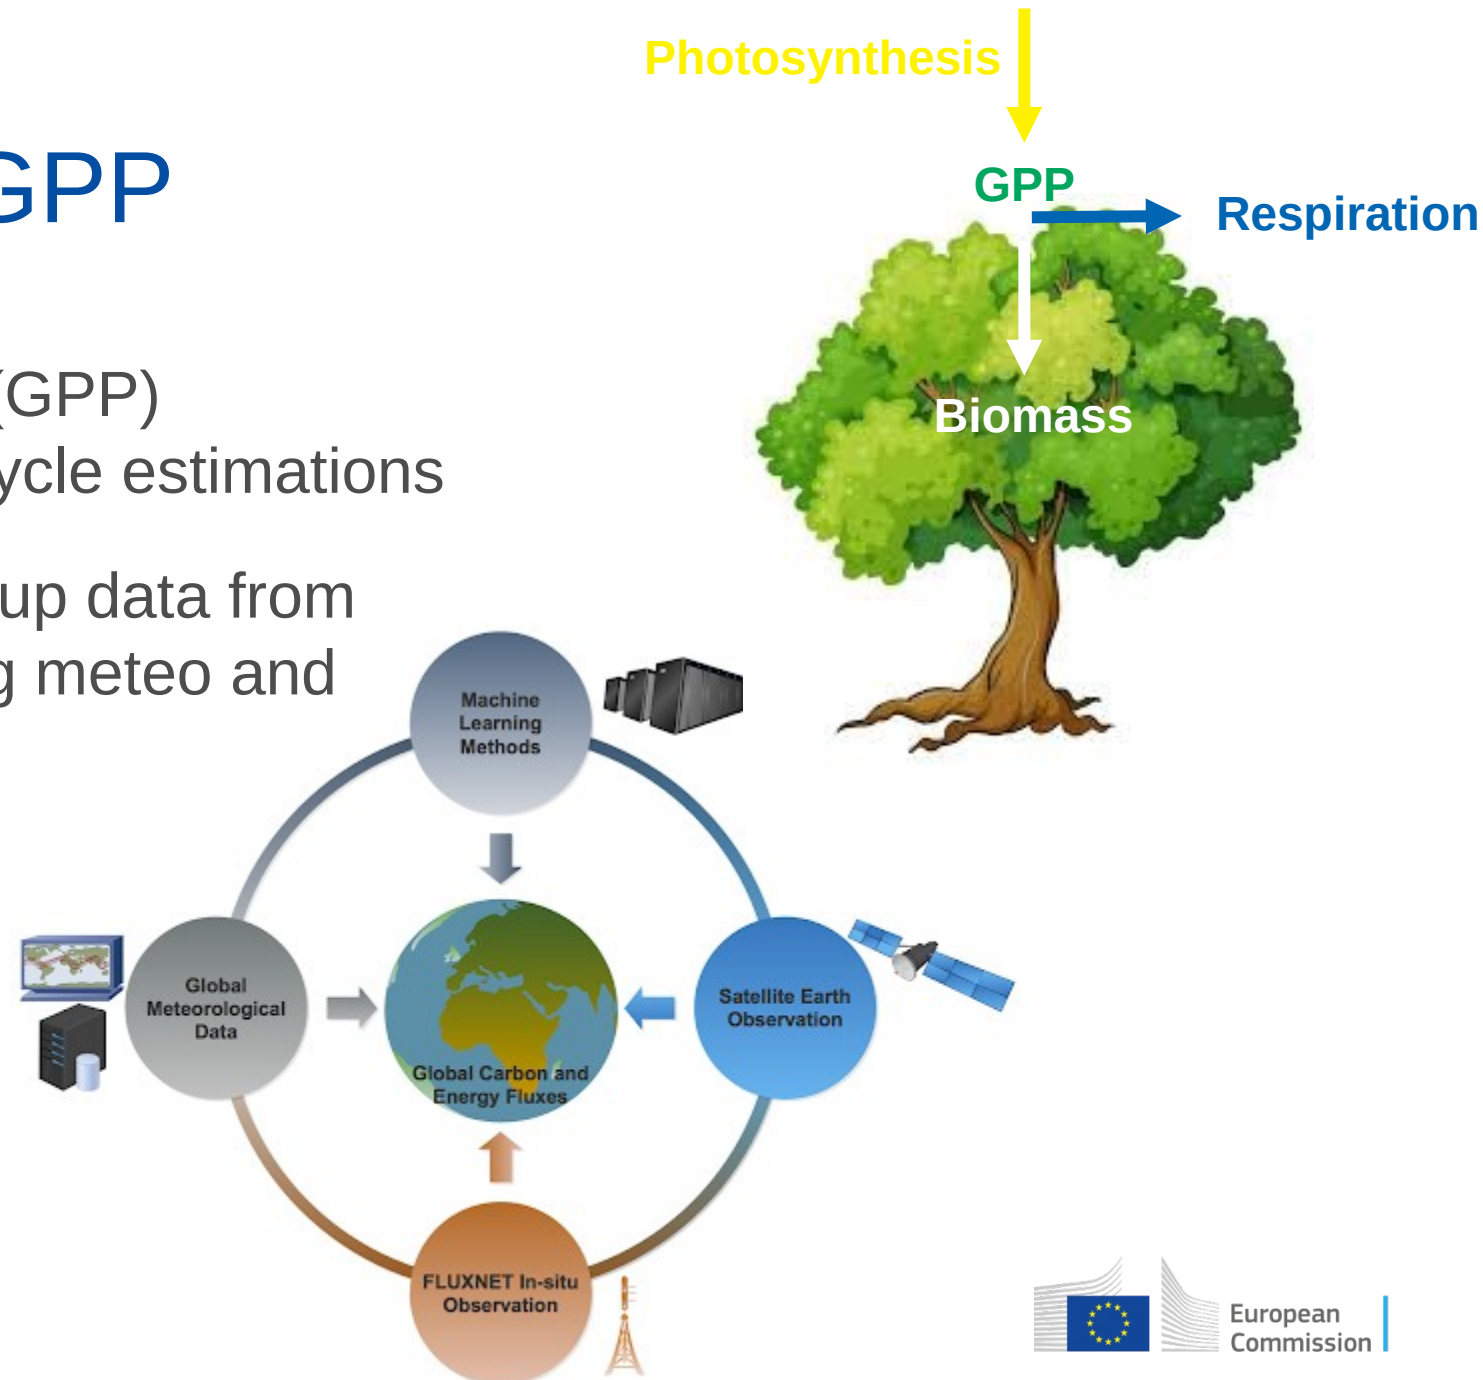 Photosynthesis
GPP
GPP
Respiration
(GPP)
ycle estimations
Biomass
up data from
g meteo and
Machine
Learning
Methods
Global
Meteorological
Data
Satellite Earth
Observation
Global Carbon and
Energy Fluxes
FLUXNET In-situ
Observation
European
Commission